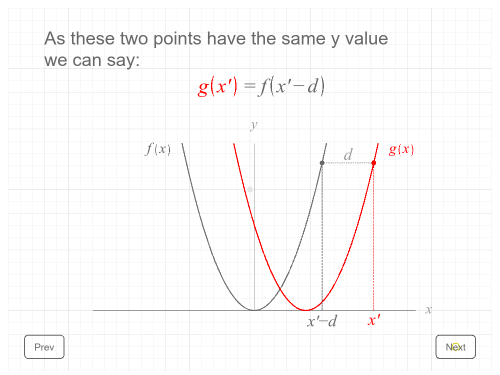 As these two points have the same y value
we can say:
g(x′) = f(x′−d)
y
f(x)
d
g(x)
x
x′−d
x′
Prev
Next